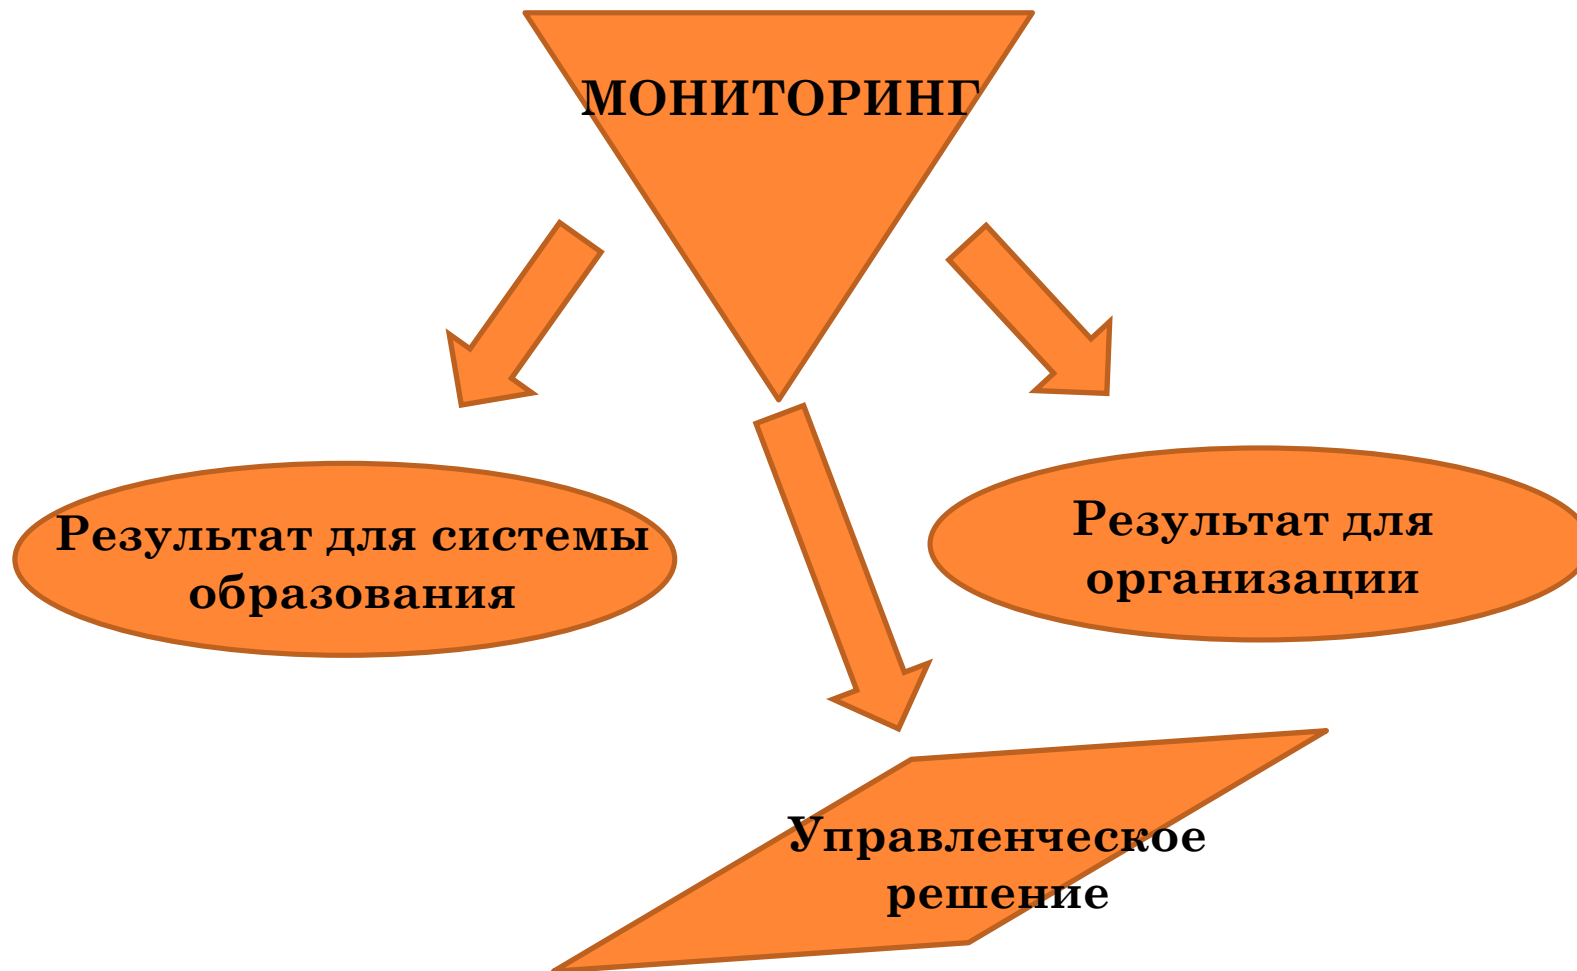 МОНИТОРИНГ
Результат для системы
образования
Результат для
организации
Управленческое
решение